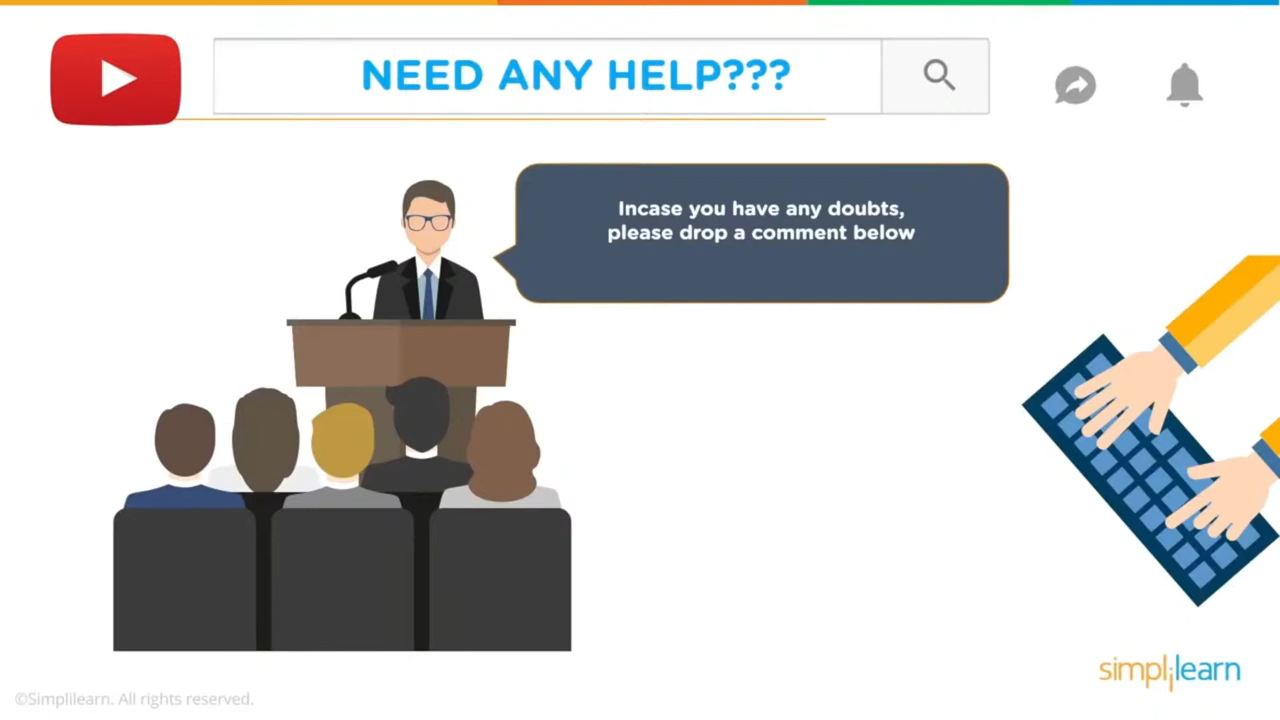 NEED ANY HELP???
Incase you have any doubts,
please drop a comment below
simplilearn
©Simplilearn. All rights reserved.